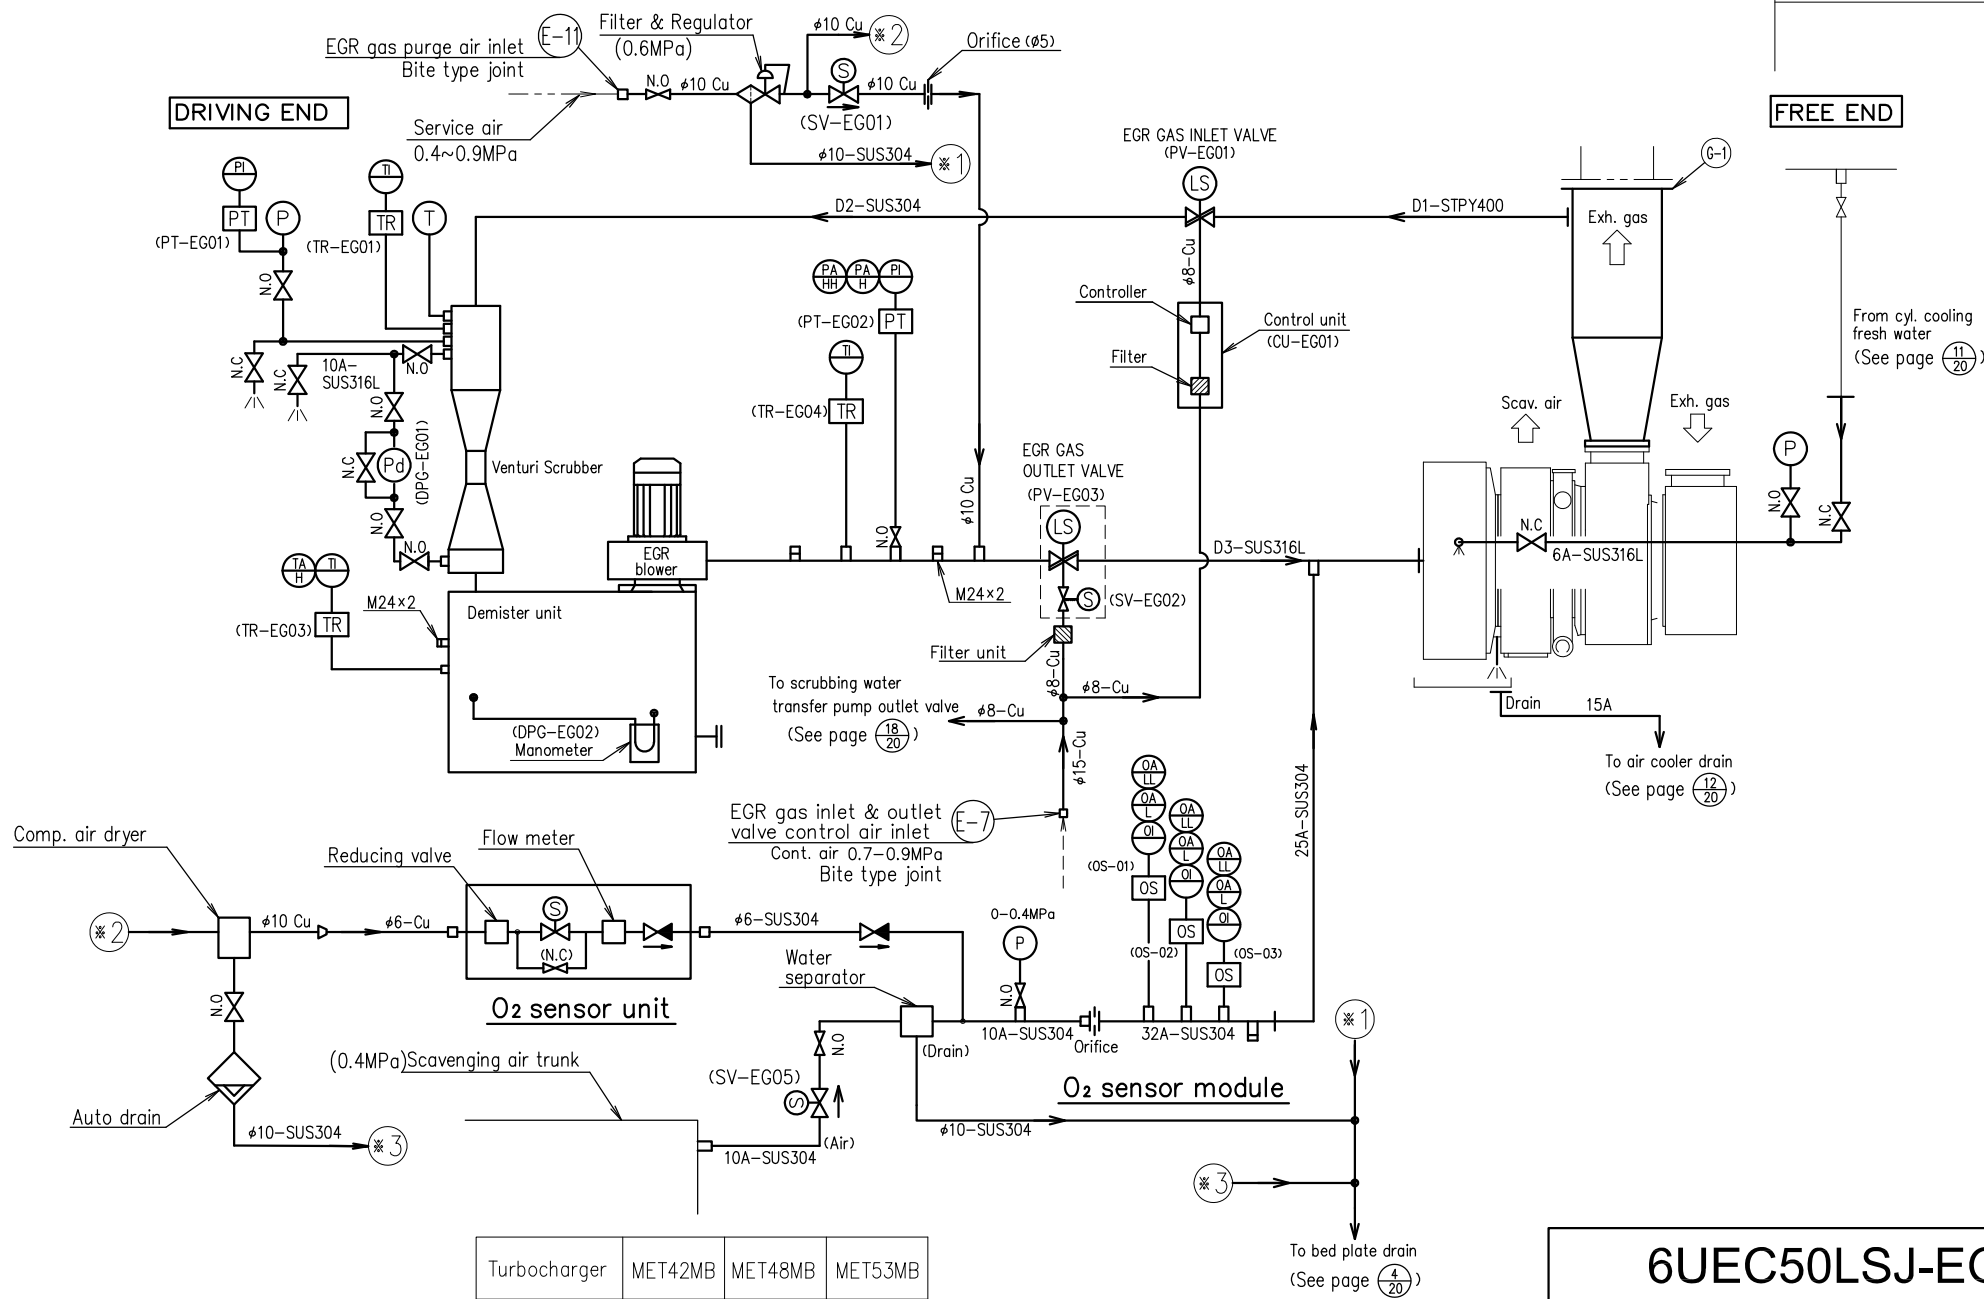 DRIVING END
FREE END
EGR gas purge air inlet
Bite type joint
E-11
Filter & Regulator
(0.6MPa)
φ10 Cu
※2
Orifice (φ5)
N.O
φ10 Cu
S
φ10 Cu
(SV-EG01)
Service air
0.4~0.9MPa
φ10-SUS304
※1
EGR GAS INLET VALVE
(PV-EG01)
LS
G-1
D2-SUS304
D1-STPY400
Exh. gas
PI
PT
P
(PT-EG01)
TI
TR
T
(TR-EG01)
N.O
N.C
N.C
10A-
SUS316L
N.O
N.O
N.C
Pd
(DPG-EG01)
N.O
N.O
Venturi Scrubber
PA
HH
PA
H
PI
(PT-EG02)
PT
TI
(TR-EG04)
TR
N.O
φ10 Cu
φ8-Cu
Controller
Filter
Control unit
(CU-EG01)
From cyl. cooling
fresh water
(See page 11/20)
Scav. air
Exh. gas
P
N.O
N.C
N.C
6A-SUS316L
EGR GAS
OUTLET VALVE
(PV-EG03)
LS
D3-SUS316L
S
(SV-EG02)
Filter unit
M24×2
EGR
blower
TA
H
TI
(TR-EG03)
TR
M24×2
Demister unit
(DPG-EG02)
Manometer
φ8-Cu
φ8-Cu
To scrubbing water
transfer pump outlet valve
(See page 18/20)
φ8-Cu
φ15-Cu
Drain
15A
To air cooler drain
(See page 12/20)
EGR gas inlet & outlet
valve control air inlet
E-7
Cont. air 0.7-0.9MPa
Bite type joint
OA
LL
OA
L
OI
(OS-01)
OS
OA
LL
OA
L
OI
(OS-02)
OS
OA
LL
OA
L
OI
(OS-03)
OS
25A-SUS304
Comp. air dryer
Reducing valve
Flow meter
※2
φ10 Cu
φ6-Cu
S
(N.C)
φ6-SUS304
O2 sensor unit
N.O
Auto drain
φ10-SUS304
※3
Water
separator
0-0.4MPa
P
N.O
10A-SUS304
Orifice
32A-SUS304
(Drain)
O2 sensor module
N.O
(SV-EG05)
S
(Air)
(0.4MPa)Scavenging air trunk
10A-SUS304
φ10-SUS304
※1
※3
To bed plate drain
(See page 4/20)
Turbocharger MET42MB MET48MB MET53MB